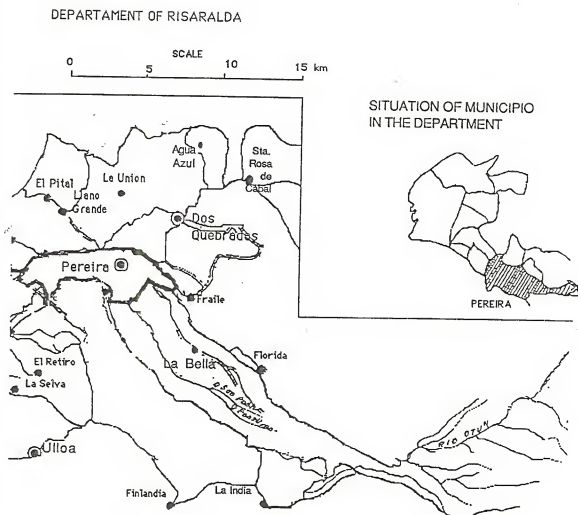 DEPARTAMENT OF RISARALDA
SCALE
0 5 10 15 km
SITUATION OF MUNICIPIO
IN THE DEPARTMENT
PEREIRA
Agua
Azul
Sta.
Rosa
de
Cabal
El Pital
La Union
Llano
Grande
Dos
Quebradas
Pereira
Fraile
El Retiro
La Selva
La Bella
Florida
RIO OTUN
Ulloa
Finlandia
La India